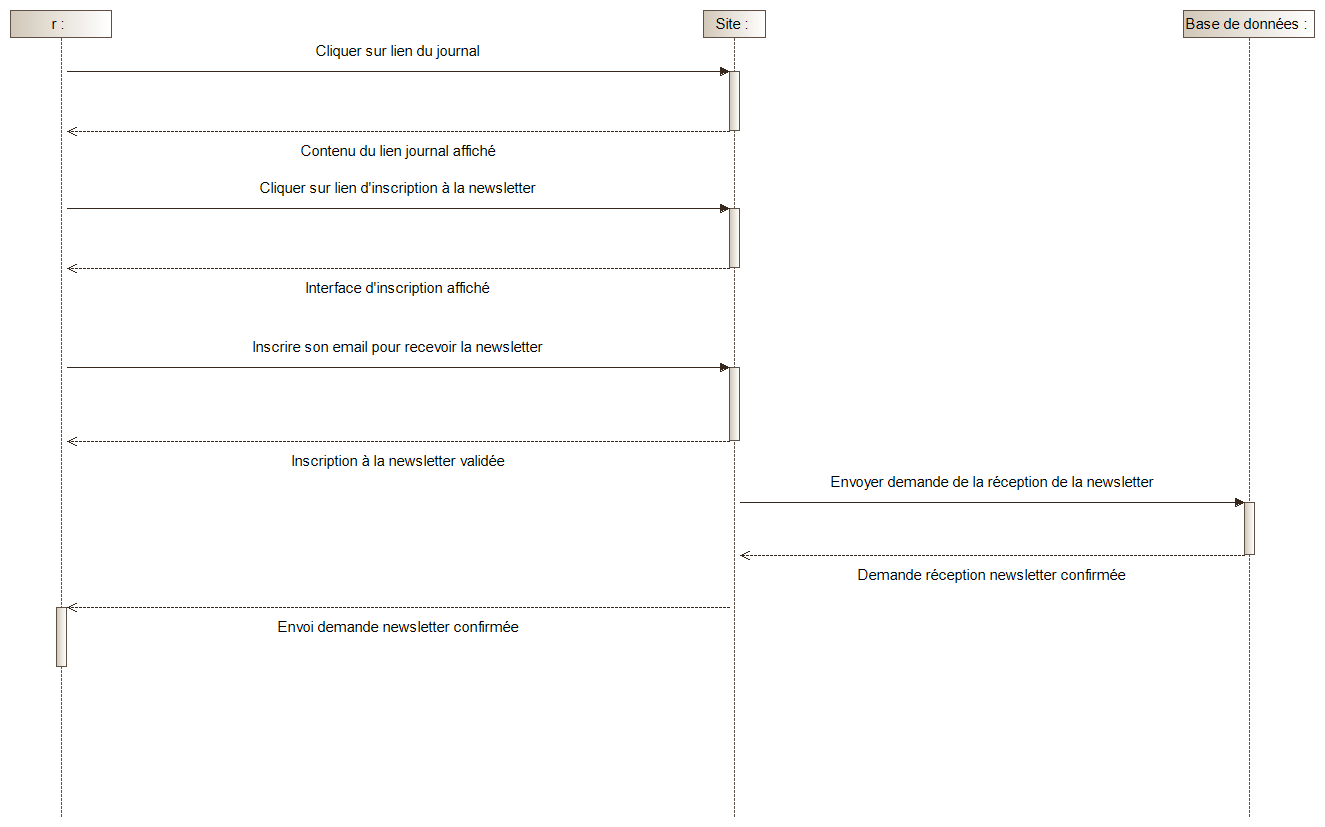 r :
Site :
Base de données :
Cliquer sur lien du journal
Contenu du lien journal affiché
Cliquer sur lien d'inscription à la newsletter
Interface d'inscription affiché
Inscrire son email pour recevoir la newsletter
Inscription à la newsletter validée
Envoyer demande de la réception de la newsletter
Demande réception newsletter confirmée
Envoi demande newsletter confirmée